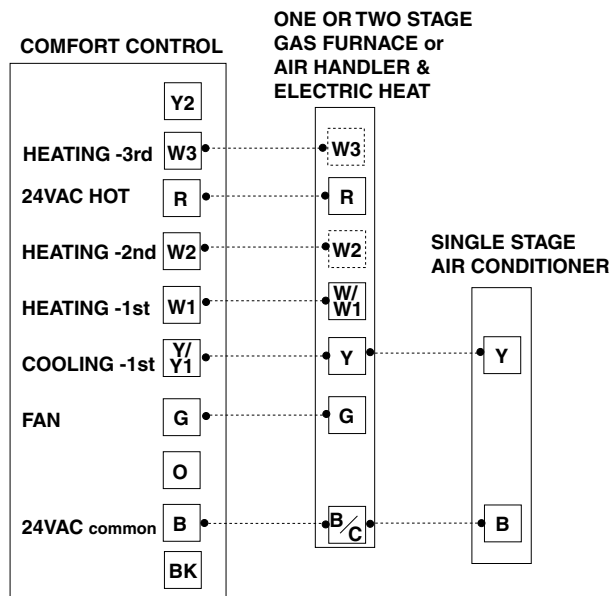 ONE OR TWO STAGE
GAS FURNACE or
AIR HANDLER &
ELECTRIC HEAT
COMFORT CONTROL
Y2
HEATING -3rd W3 W3
24VAC HOT R R
HEATING -2nd W2 W2
SINGLE STAGE
AIR CONDITIONER
HEATING -1st W1 W/
W1
COOLING -1st Y/
Y1 Y Y
FAN G G
O
24VAC common B B/C B
BK